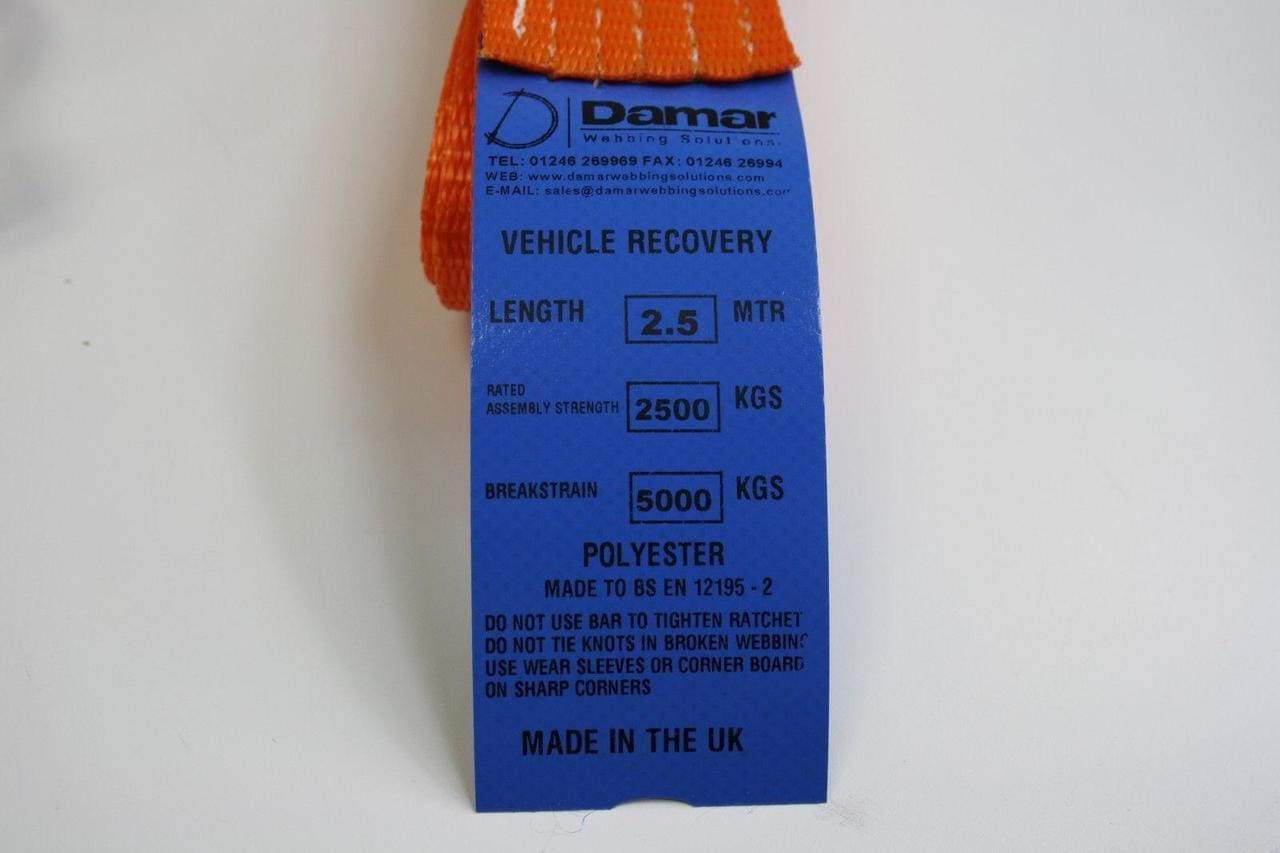 D Damar
Webbing Solutions.
TEL: 01246 269969 FAX: 01246 26994
WEB: www.damarwebbingsolutions.com
E-MAIL: sales@damarwebbingsolutions.com
VEHICLE RECOVERY
LENGTH 2.5 MTR
RATED
ASSEMBLY STRENGTH 2500 KGS
BREAKSTRAIN 5000 KGS
POLYESTER
MADE TO BS EN 12195 - 2
DO NOT USE BAR TO TIGHTEN RATCHET
DO NOT TIE KNOTS IN BROKEN WEBBING
USE WEAR SLEEVES OR CORNER BOARD
ON SHARP CORNERS
MADE IN THE UK